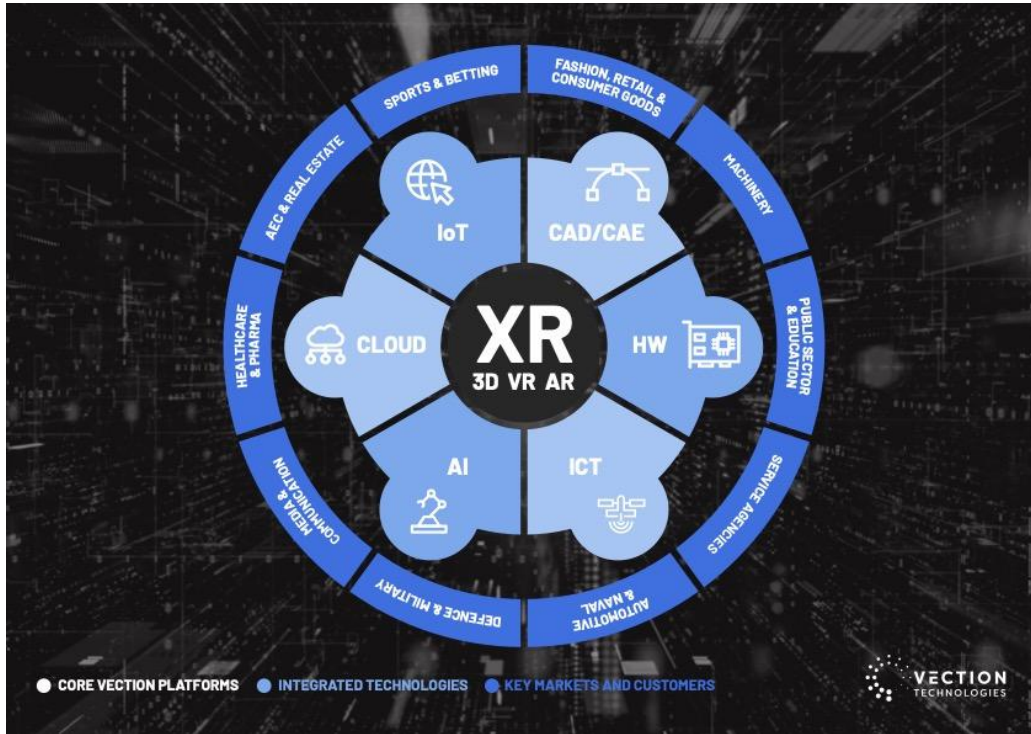 SPORTS & BETTING
FASHION, RETAIL &
CONSUMER GOODS
MACHINERY
PUBLIC SECTOR
& EDUCATION
SERVICE AGENCIES
AUTOMOTIVE
& NAVAL
DEFENCE & MILITARY
MEDIA &
COMMUNICATION
HEALTHCARE
& PHARMA
AEC & REAL ESTATE
IoT
CAD/CAE
CLOUD
XR
3D VR AR
HW
AI
ICT
CORE VECTION PLATFORMS
INTEGRATED TECHNOLOGIES
KEY MARKETS AND CUSTOMERS
VECTION
TECHNOLOGIES